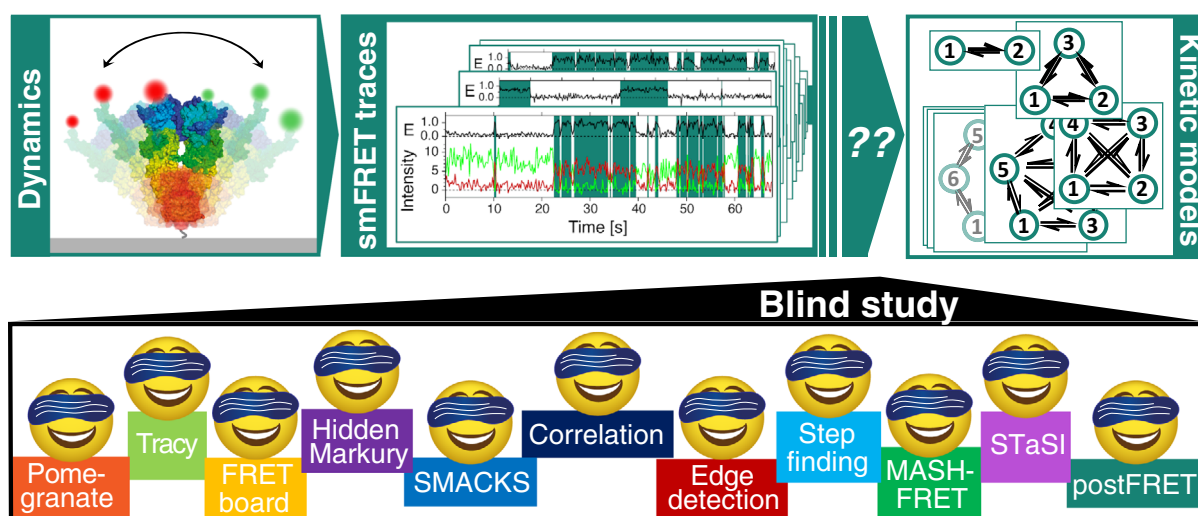 Dynamics
smFRET traces
E
1.0
0.0
E
1.0
0.0
E
1.0
0.0
Intensity
10
5
0
0 10 20 30 40 50 60
Time [s]
??
Kinetic models
1 2
3
1 2
5
6
1
4
5
1 3
4 3
1 2
Blind study
Pome-
granate
Tracy
FRET
board
Hidden
Markury
SMACKS
Correlation
Edge
detection
Step
finding
MASH-
FRET
STaSI
postFRET